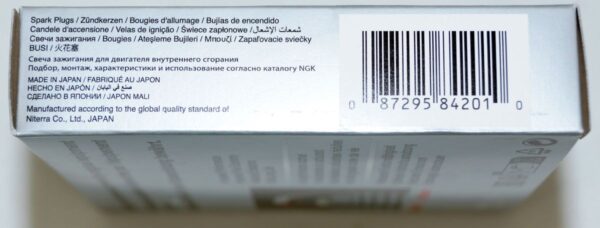 Spark Plugs / Zündkerzen / Bougies d'allumage / Bujías de encendido
Candele d'accensione / Velas de ignição / Świece zapłonowe / شمعات الإشعال
Свечи зажигания / Bougies / Ateşleme Bujileri / Μπουζί / Zapaľovacie sviečky
BUSI / 火花塞
Свеча зажигания для двигателя внутреннего сгорания
Подбор, монтаж, характеристики и использование согласно каталогу NGK
MADE IN JAPAN / FABRIQUÉ AU JAPON
HECHO EN JAPÓN / صنع في اليابان
СДЕЛАНО В ЯПОНИИ / JAPON MALI
Manufactured according to the global quality standard of
Niterra Co., Ltd., JAPAN
0 87295 84201 0